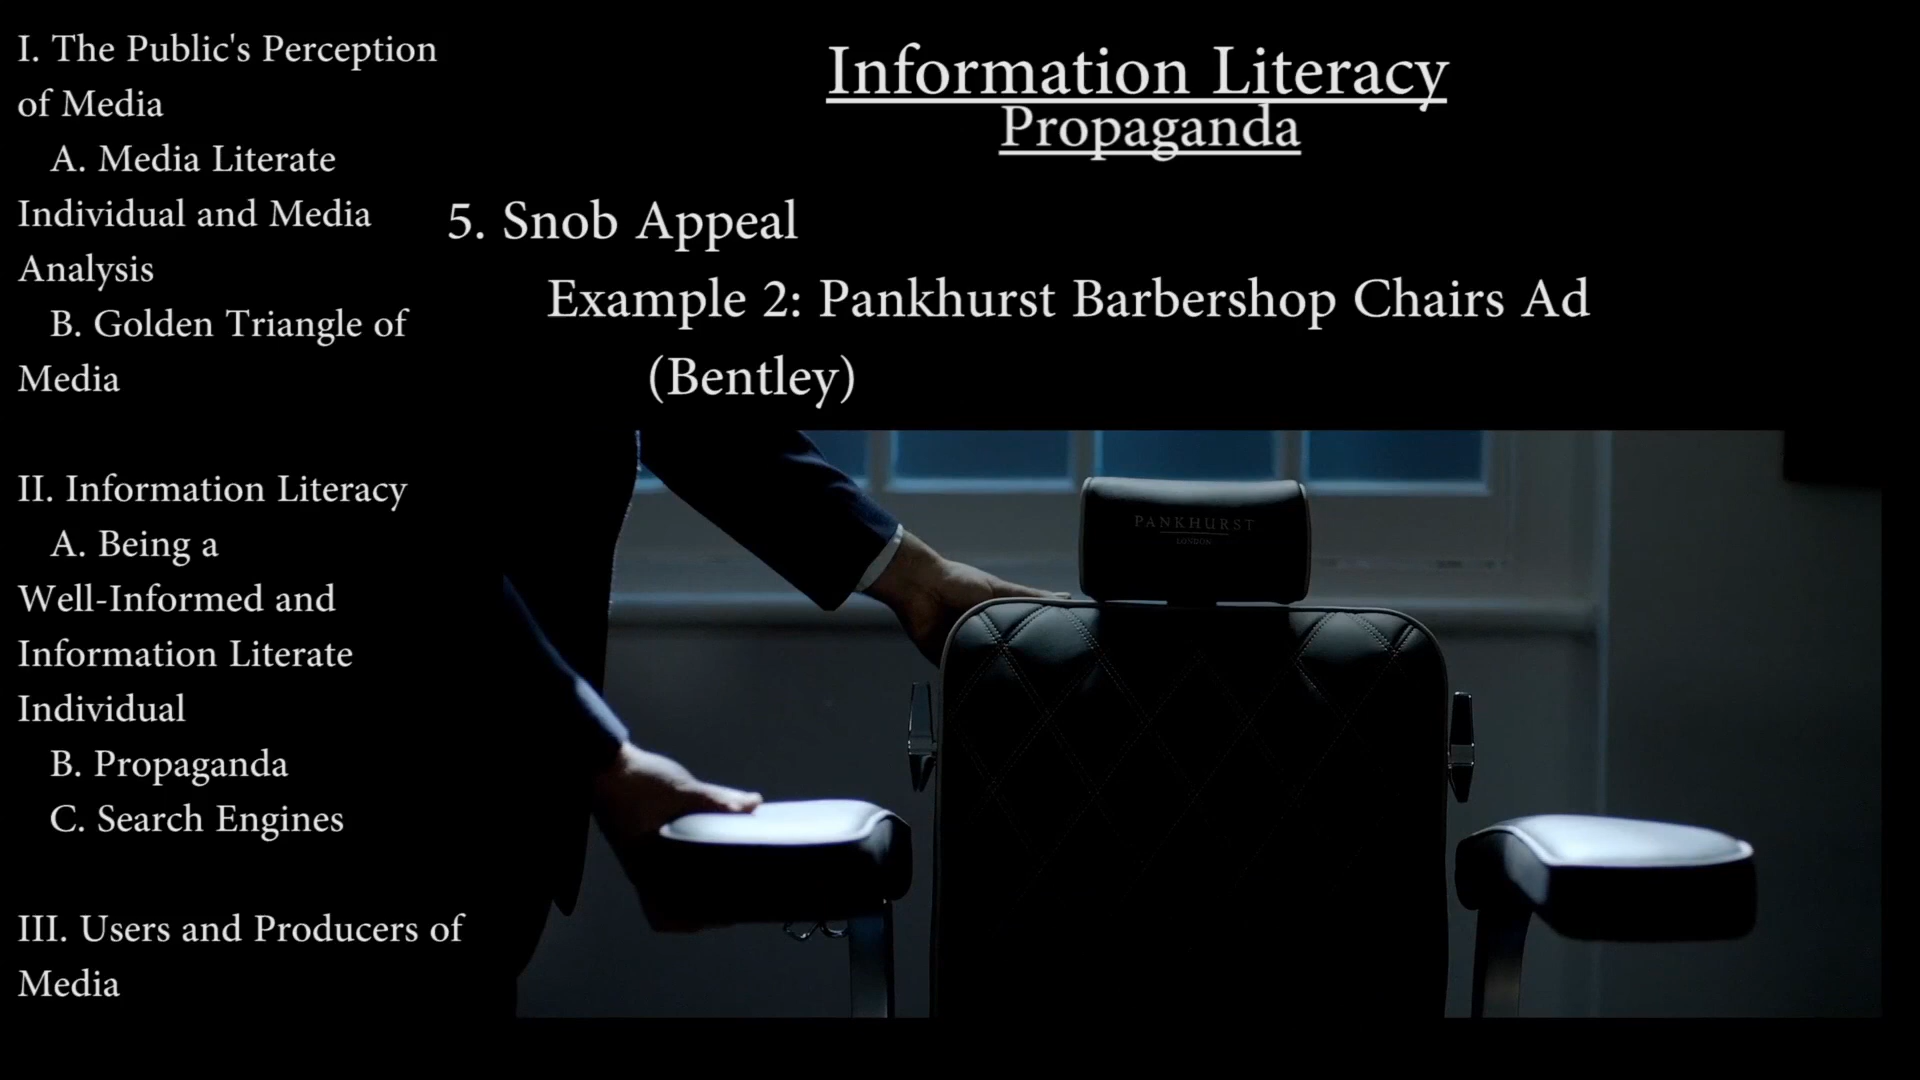 I. The Public's Perception
of Media
A. Media Literate
Individual and Media
Analysis
B. Golden Triangle of
Media
II. Information Literacy
A. Being a
Well-Informed and
Information Literate
Individual
B. Propaganda
C. Search Engines
III. Users and Producers of
Media
Information Literacy
Propaganda
5. Snob Appeal
Example 2: Pankhurst Barbershop Chairs Ad
(Bentley)
PANKHURST
LONDON